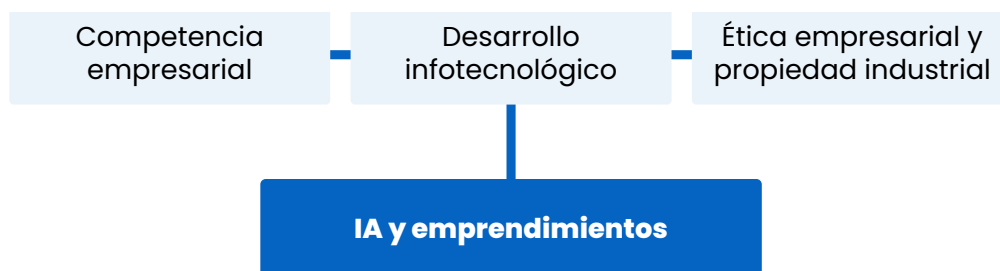 Competencia
empresarial
Desarrollo
infotecnológico
Ética empresarial y
propiedad industrial
IA y emprendimientos